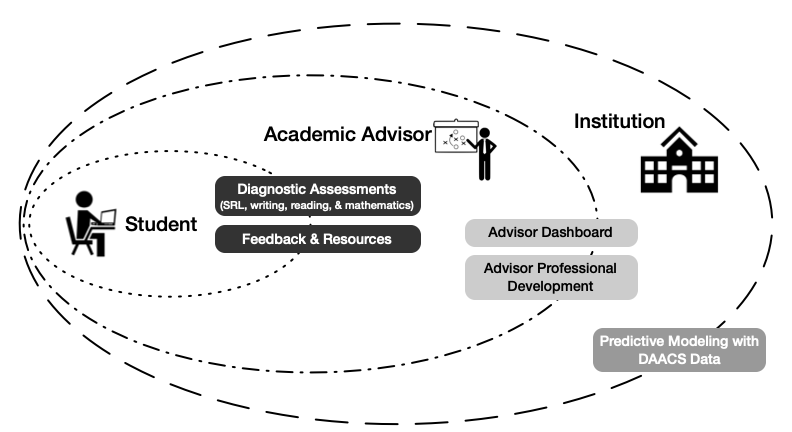 Institution
Academic Advisor
Diagnostic Assessments
(SRL, writing, reading, & mathematics)
Student
Feedback & Resources
Advisor Dashboard
Advisor Professional
Development
Predictive Modeling with
DAACS Data